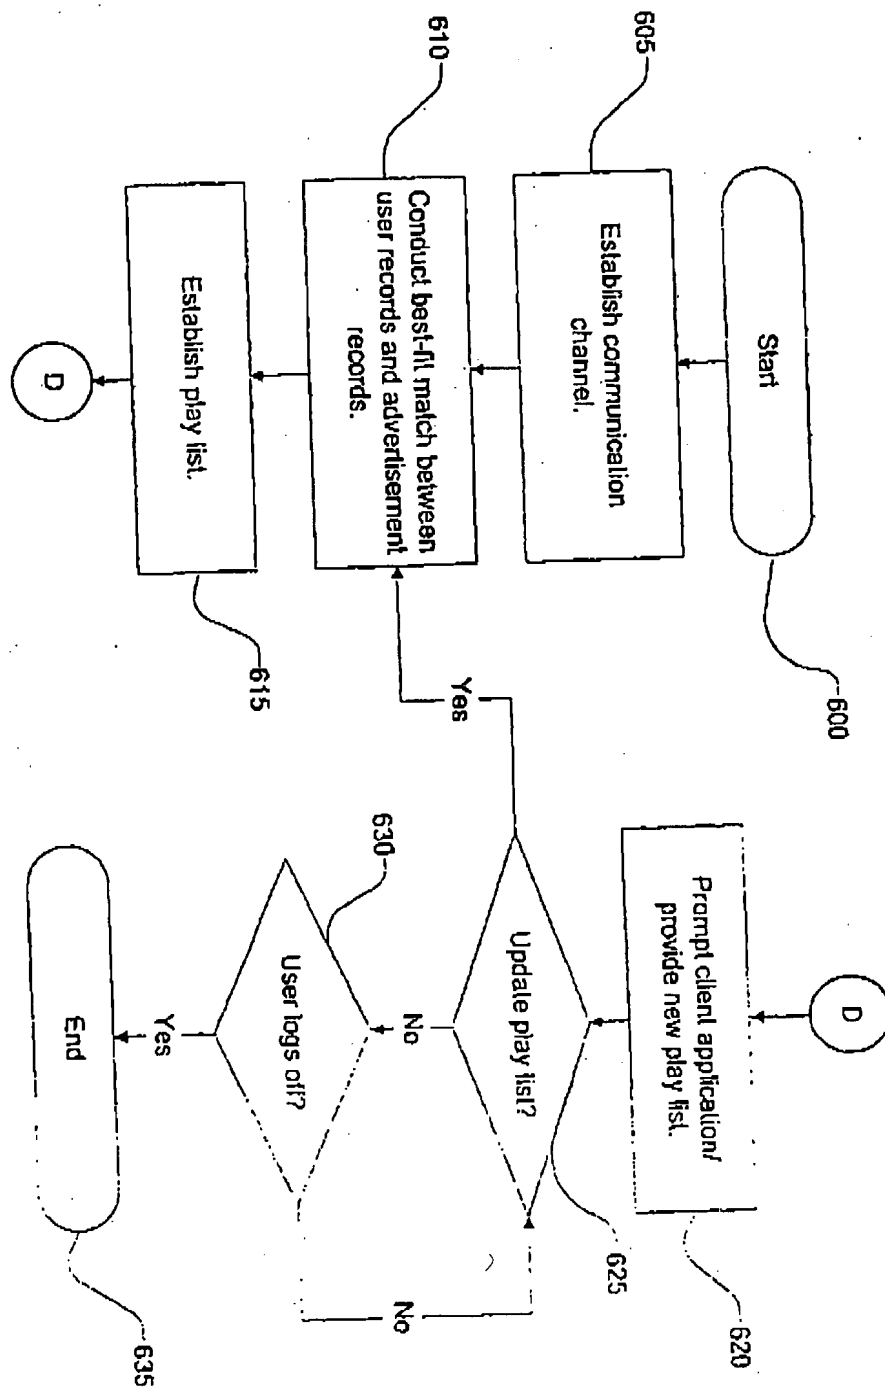 600
Start
605
Establish communication
channel.
610
Conduct best-fit match between
user records and advertisement
records.
615
Establish play list.
D
D
620
Prompt client application/
provide new play list.
625
Update play list?
Yes
No
630
User logs off?
No
Yes
635
End